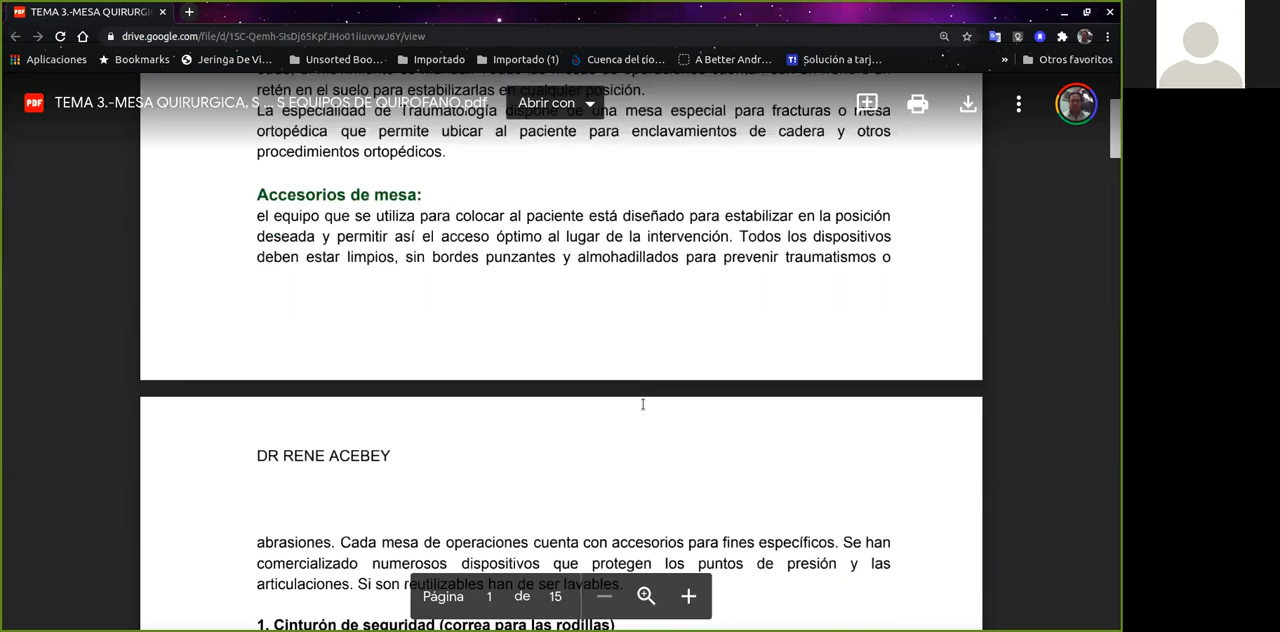 TEMA 3.-MESA QUIRURGI
drive.google.com/file/d/1SC-Qemh-SIsDj65KpfJHo01IiuvvwJ6Y/view
Aplicaciones Bookmarks Jeringa De Vi... Unsorted Boo... Importado Importado (1) Cuenca del río... A Better Andr... Solución a tarj... » Otros favoritos
retén en el suelo para estabilizarlas en cualquier posición.
PDF TEMA 3.-MESA QUIRURGICA, S ... S EQUIPOS DE QUIROFANO.pdf Abrir con
La especialidad de Traumatología dispone de una mesa especial para fracturas o mesa
ortopédica que permite ubicar al paciente para enclavamientos de cadera y otros
procedimientos ortopédicos.
Accesorios de mesa:
el equipo que se utiliza para colocar al paciente está diseñado para estabilizar en la posición
deseada y permitir así el acceso óptimo al lugar de la intervención. Todos los dispositivos
deben estar limpios, sin bordes punzantes y almohadillados para prevenir traumatismos o
DR RENE ACEBEY
abrasiones. Cada mesa de operaciones cuenta con accesorios para fines específicos. Se han
comercializado numerosos dispositivos que protegen los puntos de presión y las
articulaciones. Si son reutilizables han de ser lavables.
Página 1 de 15
1. Cinturón de seguridad (correa para las rodillas)